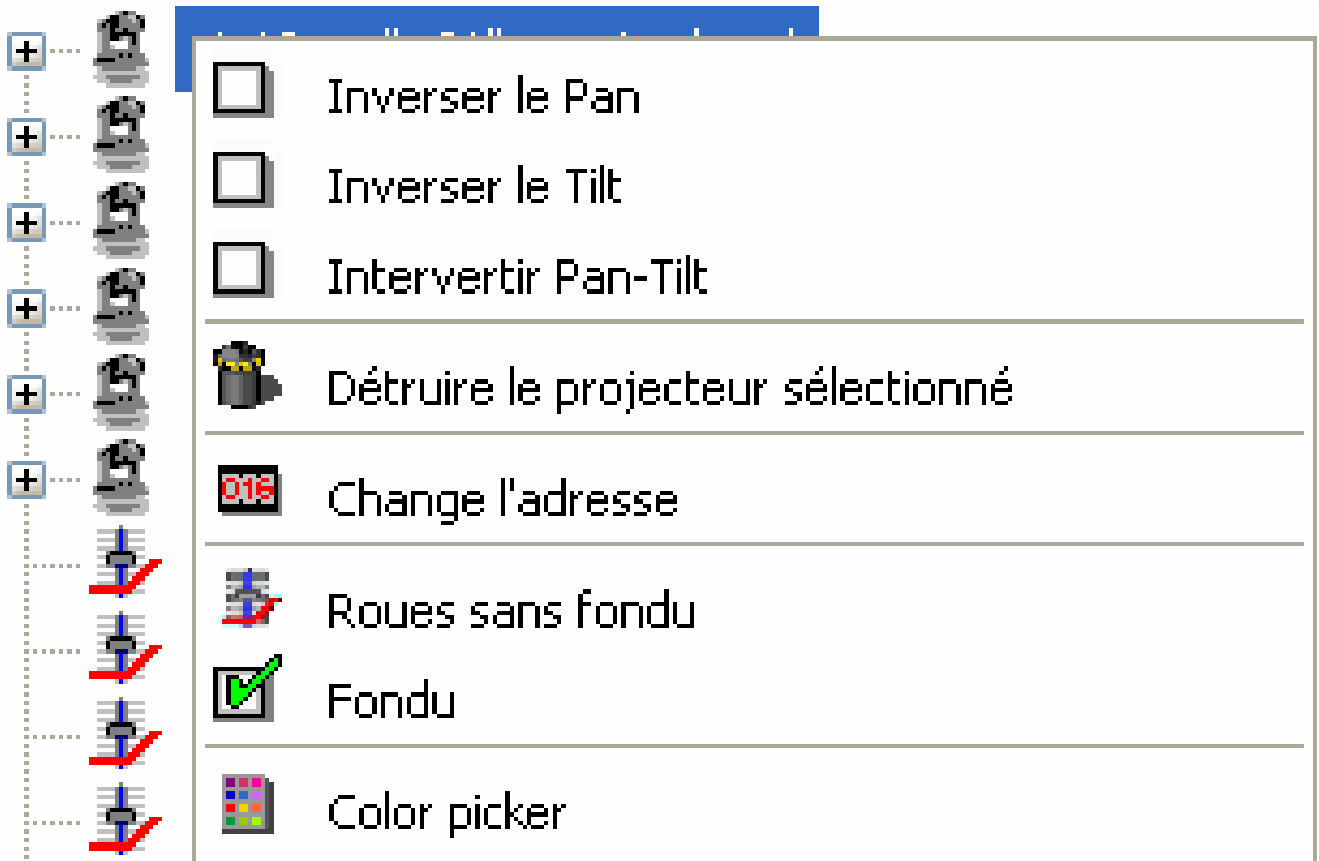 Inverser le Pan
Inverser le Tilt
Intervertir Pan-Tilt
Détruire le projecteur sélectionné
016
Change l'adresse
Roues sans fondu
Fondu
Color picker